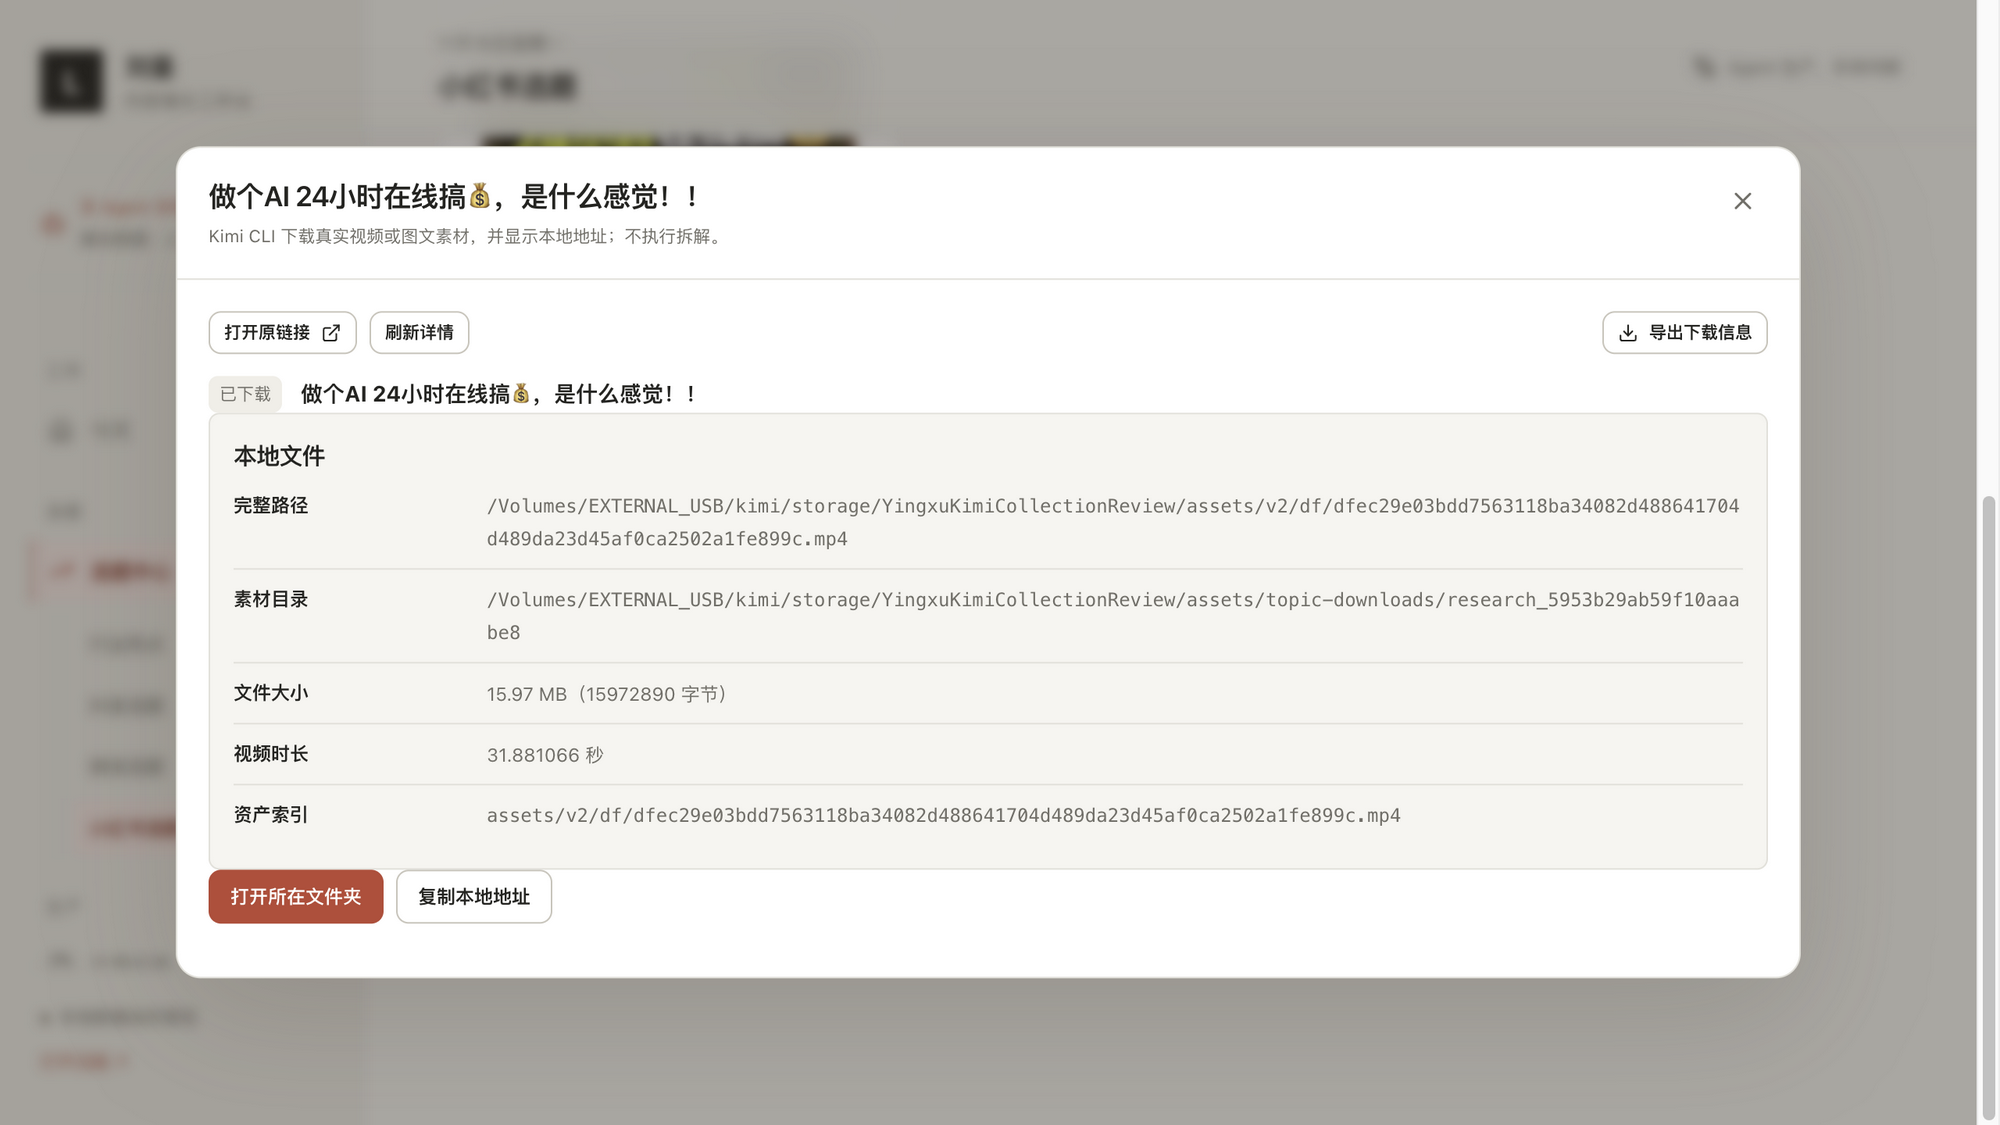 做个AI 24小时在线搞💰，是什么感觉！！
Kimi CLI 下载真实视频或图文素材，并显示本地地址；不执行拆解。
打开原链接
刷新详情
导出下载信息
已下载
做个AI 24小时在线搞💰，是什么感觉！！
本地文件
完整路径
/Volumes/EXTERNAL_USB/kimi/storage/YingxuKimiCollectionReview/assets/v2/df/dfec29e03bdd7563118ba34082d488641704
d489da23d45af0ca2502a1fe899c.mp4
素材目录
/Volumes/EXTERNAL_USB/kimi/storage/YingxuKimiCollectionReview/assets/topic-downloads/research_5953b29ab59f10aaa
be8
文件大小
15.97 MB（15972890 字节）
视频时长
31.881066 秒
资产索引
assets/v2/df/dfec29e03bdd7563118ba34082d488641704d489da23d45af0ca2502a1fe899c.mp4
打开所在文件夹
复制本地地址